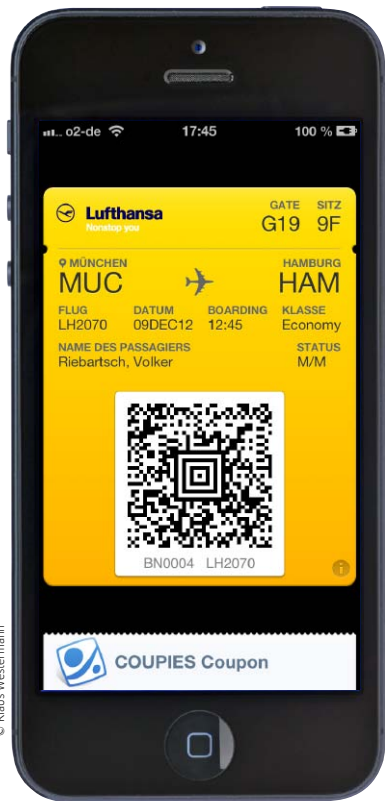 o2-de 17:45 100 %
Lufthansa
Nonstop you
GATE SITZ
G19 9F
MÜNCHEN HAMBURG
MUC HAM
FLUG DATUM BOARDING KLASSE
LH2070 09DEC12 12:45 Economy
NAME DES PASSAGIERS STATUS
Riebartsch, Volker M/M
BN0004 LH2070
i
COUPIES Coupon
© Klaus Westermann